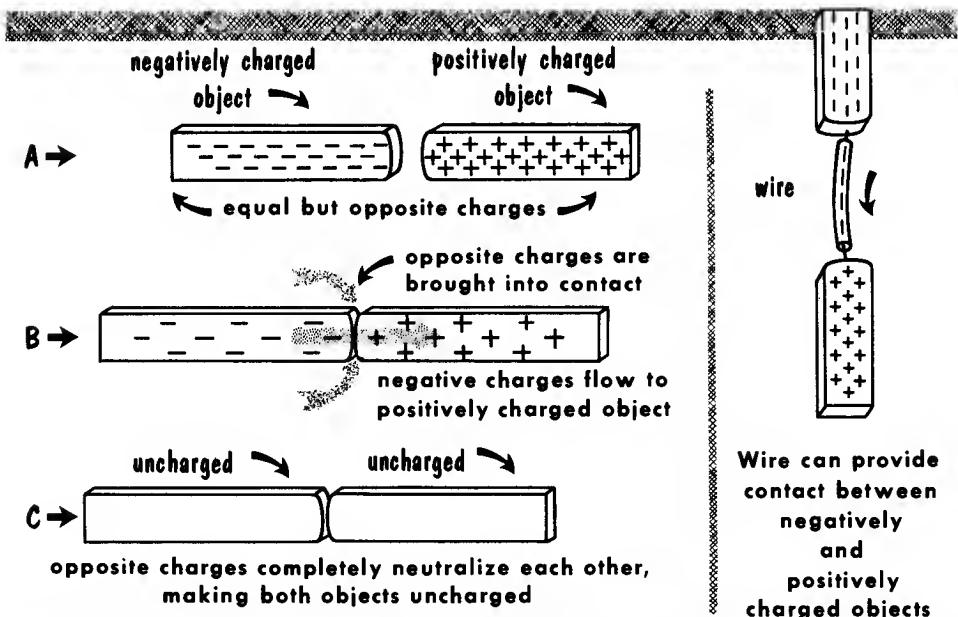 negatively charged
object
positively charged
object
A
equal but opposite charges
opposite charges are
brought into contact
B
negative charges flow to
positively charged object
uncharged
uncharged
C
opposite charges completely neutralize each other,
making both objects uncharged
wire
Wire can provide
contact between
negatively
and
positively
charged objects